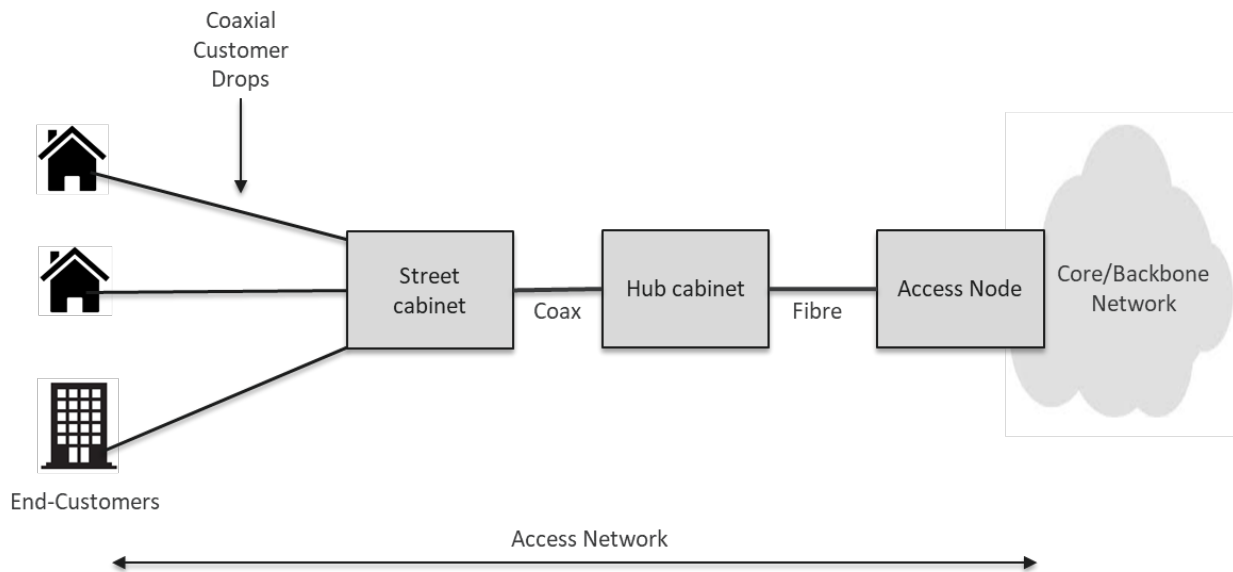 Coaxial
Customer
Drops
Street
cabinet
Coax
Hub cabinet
Fibre
Access Node
Core/Backbone
Network
End-Customers
Access Network